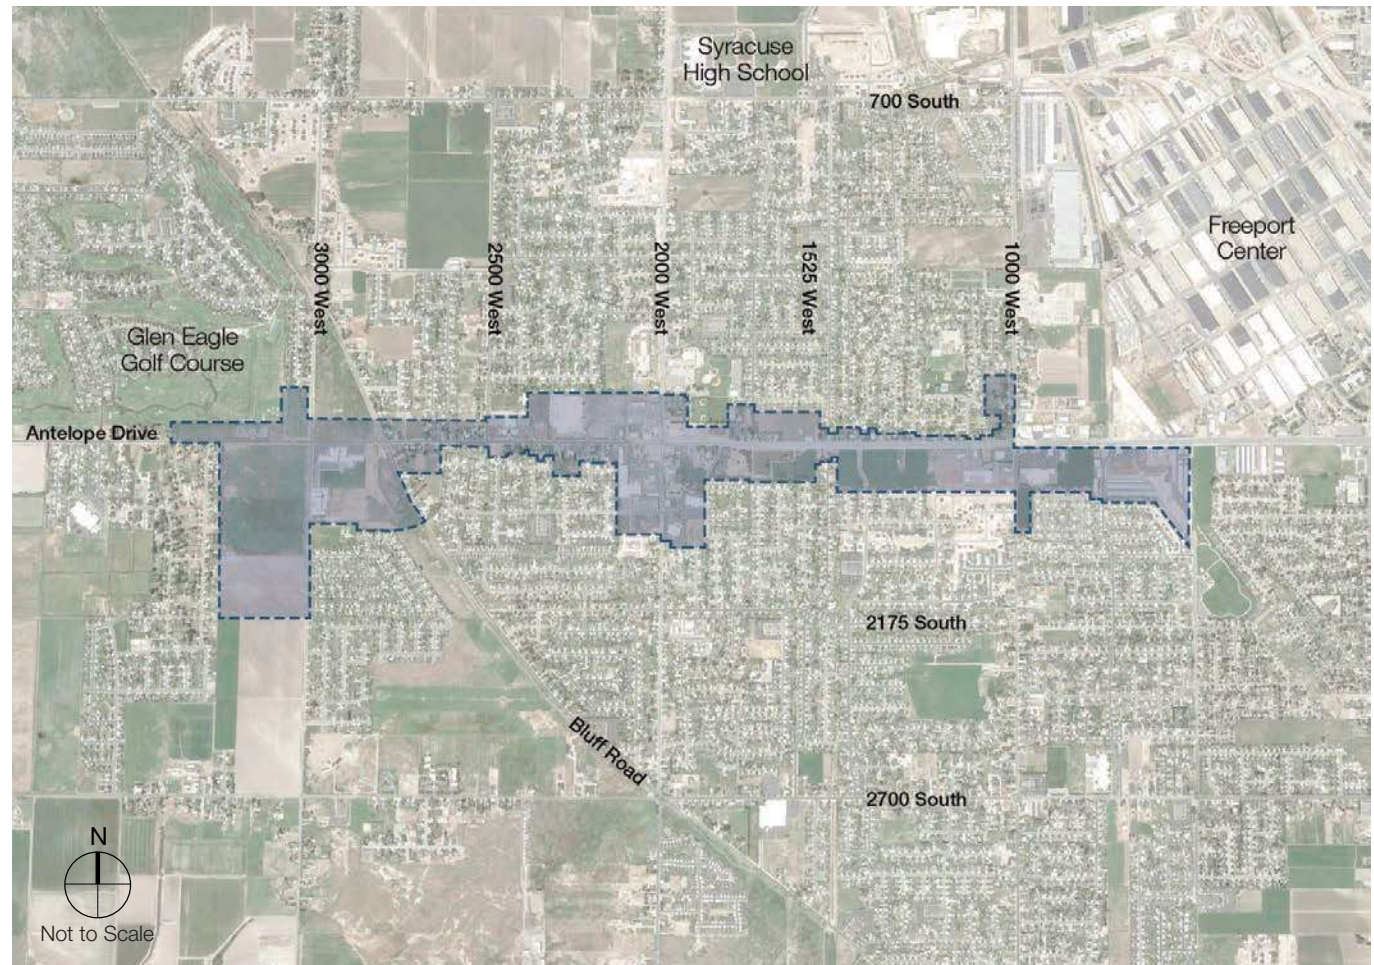 Syracuse
High School
700 South
Freeport
Center
3000 West
2500 West
2000 West
1525 West
1000 West
Glen Eagle
Golf Course
Antelope Drive
2175 South
Bluff Road
2700 South
N
Not to Scale